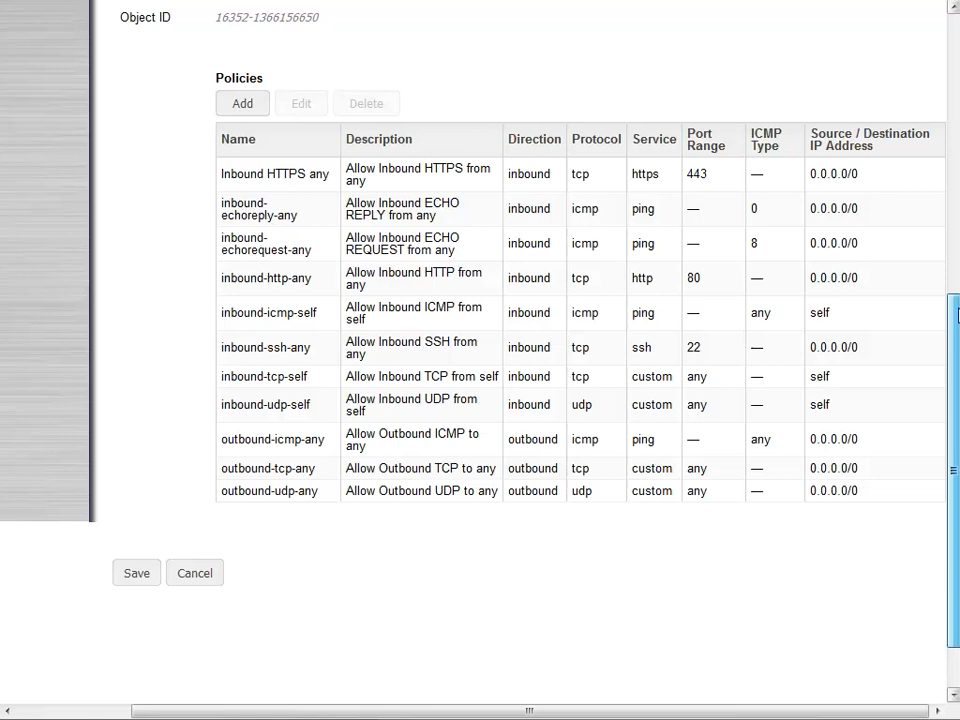 Object ID 16352-1366156650
Policies
Add Edit Delete
Name Description Direction Protocol Service Port Range ICMP Type Source / Destination IP Address
Inbound HTTPS any Allow Inbound HTTPS from any inbound tcp https 443 — 0.0.0.0/0
inbound-echoreply-any Allow Inbound ECHO REPLY from any inbound icmp ping — 0 0.0.0.0/0
inbound-echorequest-any Allow Inbound ECHO REQUEST from any inbound icmp ping — 8 0.0.0.0/0
inbound-http-any Allow Inbound HTTP from any inbound tcp http 80 — 0.0.0.0/0
inbound-icmp-self Allow Inbound ICMP from self inbound icmp ping — any self
inbound-ssh-any Allow Inbound SSH from any inbound tcp ssh 22 — 0.0.0.0/0
inbound-tcp-self Allow Inbound TCP from self inbound tcp custom any — self
inbound-udp-self Allow Inbound UDP from self inbound udp custom any — self
outbound-icmp-any Allow Outbound ICMP to any outbound icmp ping — any 0.0.0.0/0
outbound-tcp-any Allow Outbound TCP to any outbound tcp custom any — 0.0.0.0/0
outbound-udp-any Allow Outbound UDP to any outbound udp custom any — 0.0.0.0/0
Save Cancel